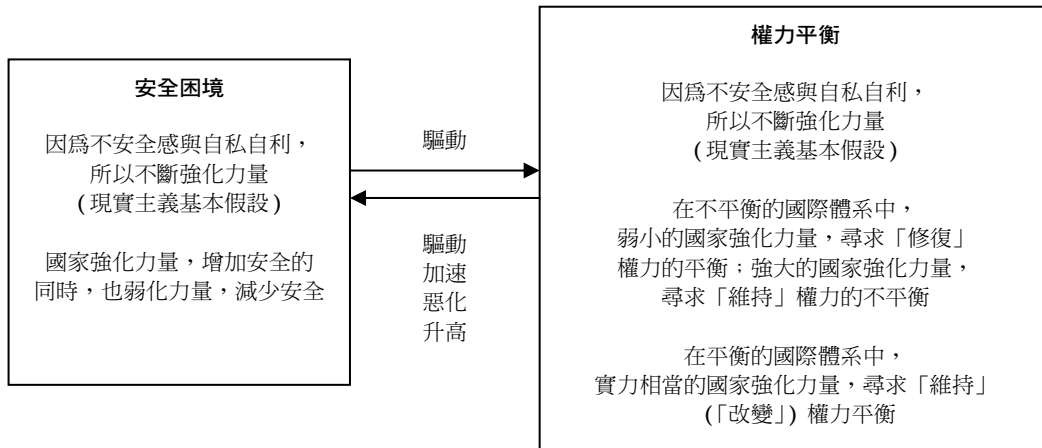 安全困境
因為不安全感與自私自利，
所以不斷強化力量
(現實主義基本假設)
國家強化力量，增加安全的
同時，也弱化力量，減少安全
驅動
驅動
加速
惡化
升高
權力平衡
因為不安全感與自私自利，
所以不斷強化力量
(現實主義基本假設)
在不平衡的國際體系中，
弱小的國家強化力量，尋求「修復」
權力的平衡；強大的國家強化力量，
尋求「維持」權力的不平衡
在平衡的國際體系中，
實力相當的國家強化力量，尋求「維持」
(「改變」) 權力平衡